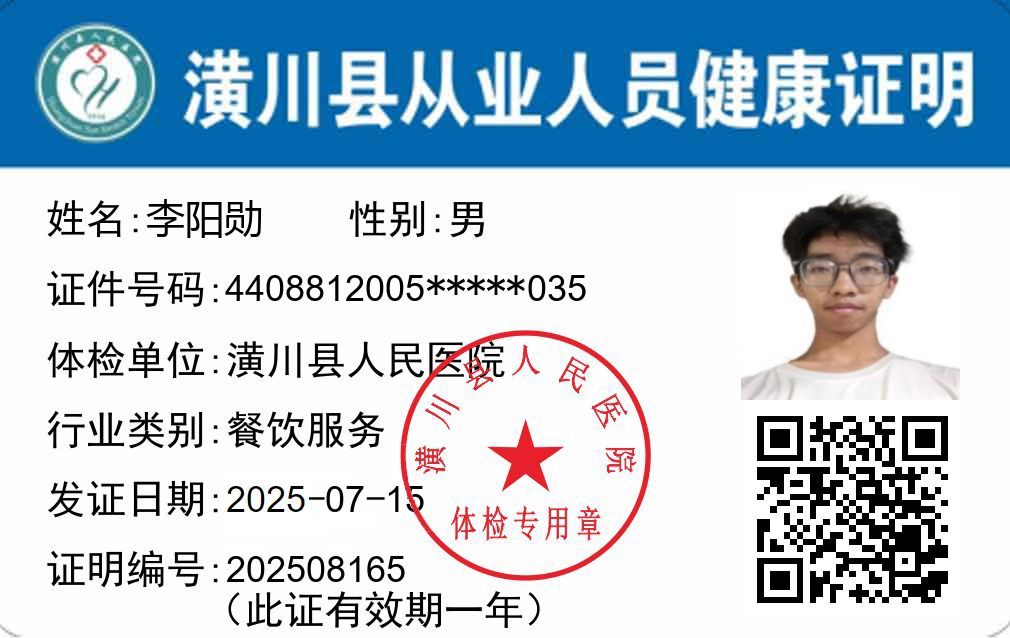 潢川县从业人员健康证明
姓名:李阳勋 性别:男
证件号码:4408812005*****035
体检单位:潢川县人民医院
行业类别:餐饮服务
发证日期:2025-07-15
证明编号:202508165
（此证有效期一年）
潢川县人民医院
体检专用章